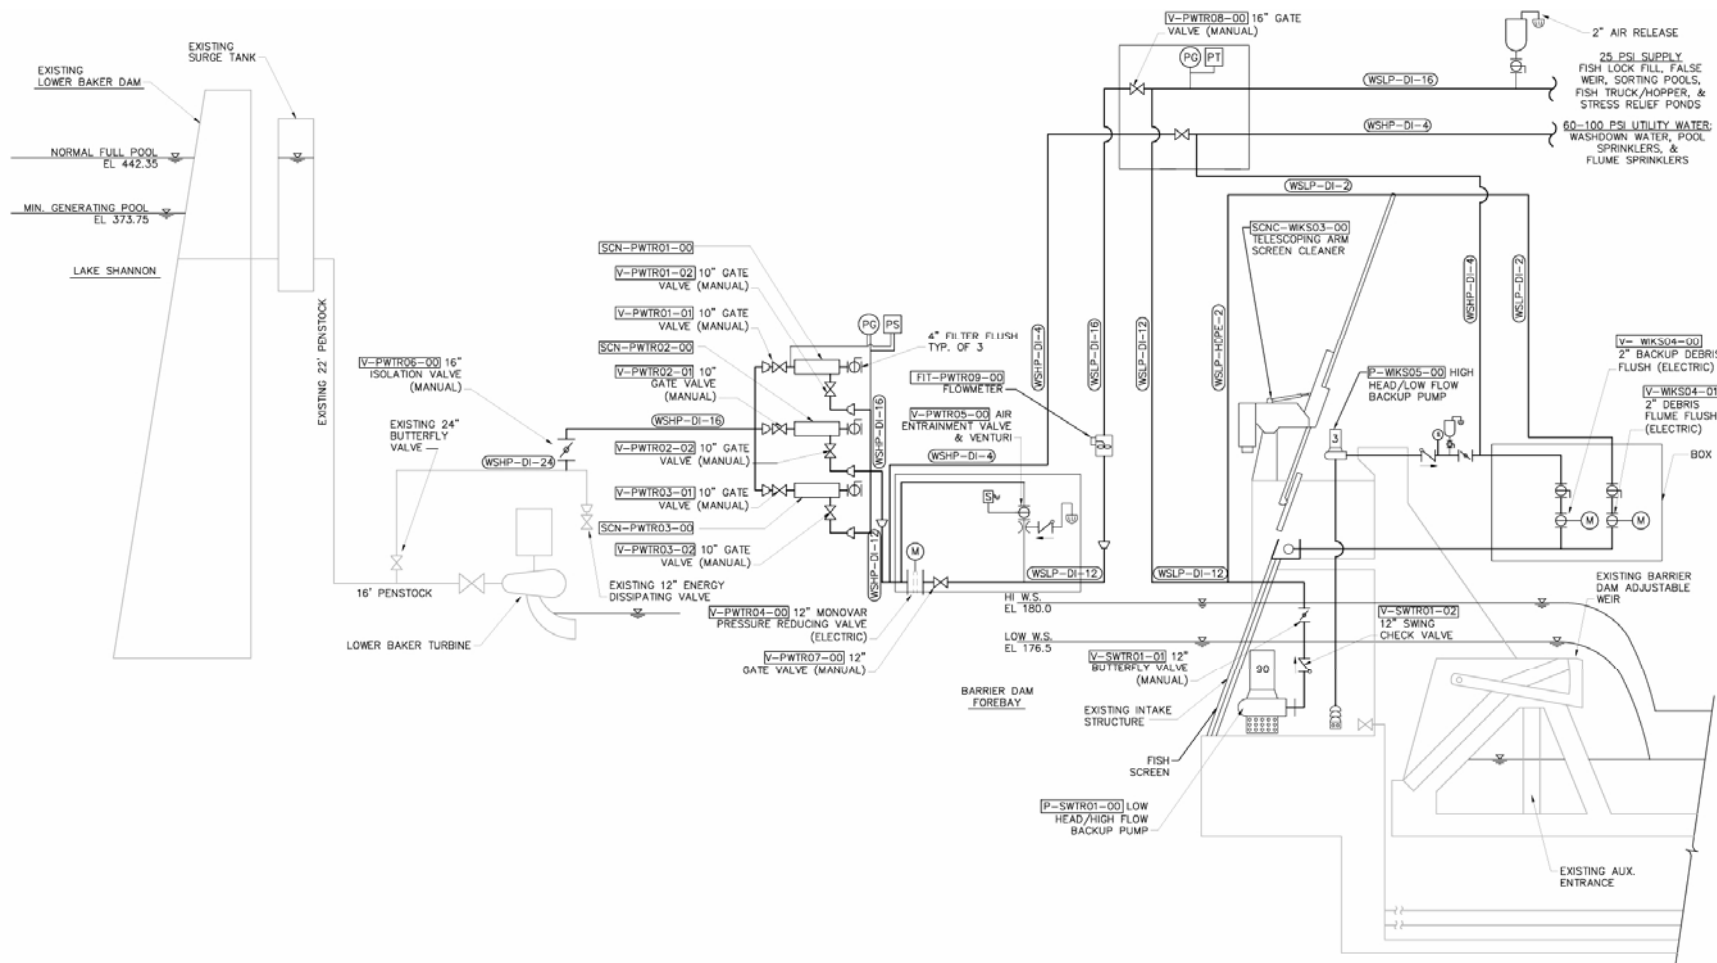 EXISTING
SURGE TANK
EXISTING
LOWER BAKER DAM
NORMAL FULL POOL
EL 442.35
MIN. GENERATING POOL
EL 373.75
LAKE SHANNON
EXISTING 22' PENSTOCK
V-PWTR06-00 16"
ISOLATION VALVE
(MANUAL)
EXISTING 24"
BUTTERFLY
VALVE
WSHP-DI-24
WSHP-DI-16
16' PENSTOCK
LOWER BAKER TURBINE
EXISTING 12" ENERGY
DISSIPATING VALVE
SCN-PWTR01-00
V-PWTR01-02 10" GATE
VALVE (MANUAL)
V-PWTR01-01 10" GATE
VALVE (MANUAL)
SCN-PWTR02-00
V-PWTR02-01 10"
GATE VALVE
(MANUAL)
V-PWTR02-02 10" GATE
VALVE (MANUAL)
V-PWTR03-01 10" GATE
VALVE (MANUAL)
SCN-PWTR03-00
V-PWTR03-02 10" GATE
VALVE (MANUAL)
V-PWTR04-00 12" MONOVAR
PRESSURE REDUCING VALVE
(ELECTRIC)
V-PWTR07-00 12"
GATE VALVE (MANUAL)
PG
PS
4" FILTER FLUSH
TYP. OF 3
WSHP-DI-16
WSHP-DI-12
FIT-PWTR09-00
FLOWMETER
V-PWTR05-00 AIR
ENTRAINMENT VALVE
& VENTURI
WSHP-DI-4
S
M
WSLP-DI-12
HI W.S.
EL 180.0
LOW W.S.
EL 176.5
BARRIER DAM
FOREBAY
V-PWTR08-00 16" GATE
VALVE (MANUAL)
PG
PT
WSLP-DI-16
WSHP-DI-4
2" AIR RELEASE
25 PSI SUPPLY
FISH LOCK FILL, FALSE
WEIR, SORTING POOLS,
FISH TRUCK/HOPPER, &
STRESS RELIEF PONDS
60-100 PSI UTILITY WATER:
WASHDOWN WATER, POOL
SPRINKLERS, &
FLUME SPRINKLERS
WSLP-DI-2
WSHP-DI-4
WSLP-DI-16
WSLP-DI-12
WSLP-HDPE-2
WSHP-DI-4
WSLP-DI-2
SCNC-WIKS03-00
TELESCOPING ARM
SCREEN CLEANER
P-WIKS05-00 HIGH
HEAD/LOW FLOW
BACKUP PUMP
3
V- WIKS04-00
2" BACKUP DEBRIS
FLUSH (ELECTRIC)
V-WIKS04-01
2" DEBRIS
FLUME FLUSH
(ELECTRIC)
BOX
M
M
WSLP-DI-12
EXISTING BARRIER
DAM ADJUSTABLE
WEIR
V-SWTR01-02
12" SWING
CHECK VALVE
V-SWTR01-01 12"
BUTTERFLY VALVE
(MANUAL)
90
EXISTING INTAKE
STRUCTURE
FISH
SCREEN
P-SWTR01-00 LOW
HEAD/HIGH FLOW
BACKUP PUMP
EXISTING AUX.
ENTRANCE